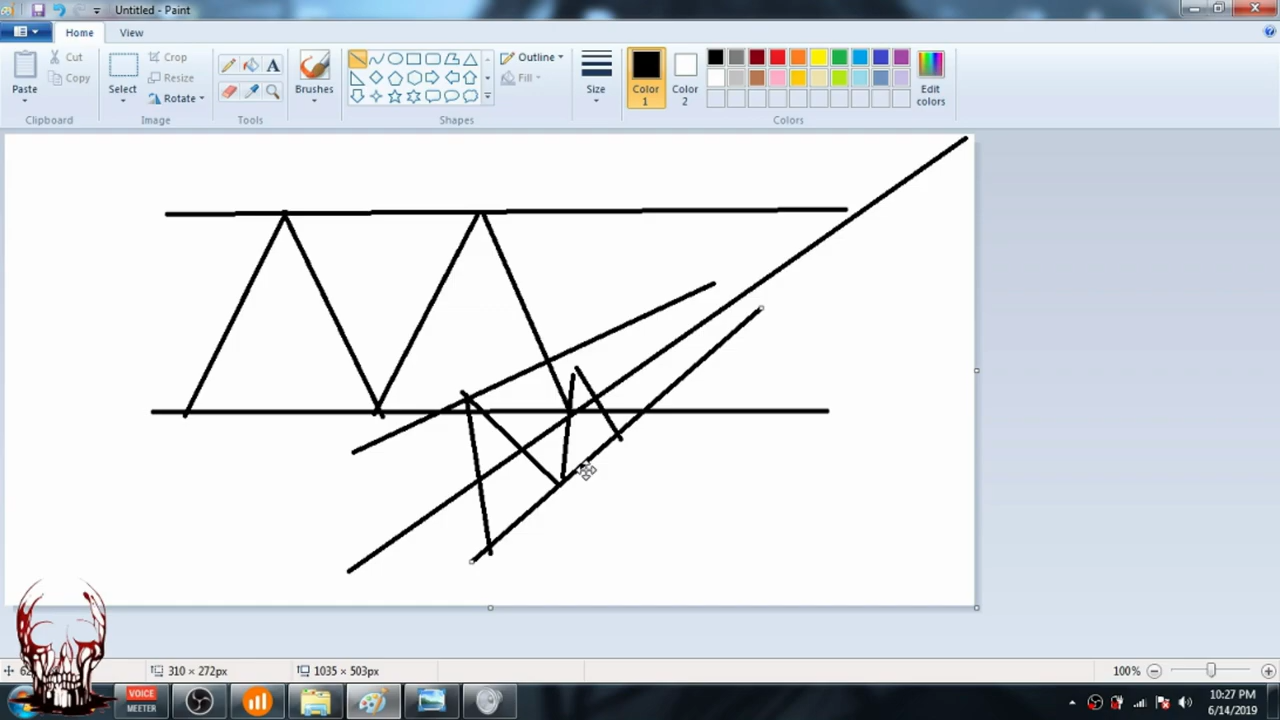 Untitled - Paint
Home
View
Paste
Cut
Copy
Clipboard
Select
Crop
Resize
Rotate
Image
A
Tools
Brushes
Outline
Fill
Shapes
Size
Color
1
Color
2
Edit
colors
Colors
310 × 272px
1035 × 503px
100%
VOICE
MEETER
10:27 PM
6/14/2019